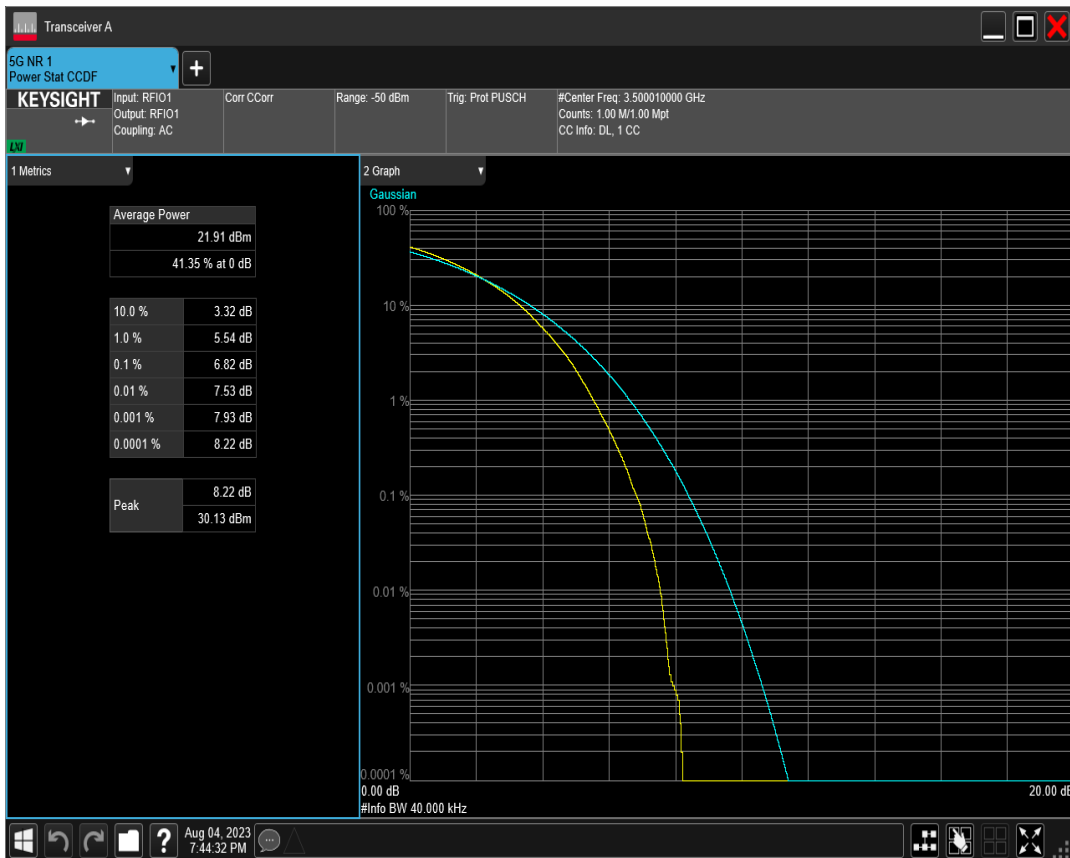 Transceiver A
5G NR 1
Power Stat CCDF
+
KEYSIGHT
LXI
Input: RFIO1
Output: RFIO1
Coupling: AC
Corr CCorr
Range: -50 dBm
Trig: Prot PUSCH
#Center Freq: 3.500010000 GHz
Counts: 1.00 M/1.00 Mpt
CC Info: DL, 1 CC
1 Metrics
Average Power
21.91 dBm
41.35 % at 0 dB
10.0 % 3.32 dB
1.0 % 5.54 dB
0.1 % 6.82 dB
0.01 % 7.53 dB
0.001 % 7.93 dB
0.0001 % 8.22 dB
Peak
8.22 dB
30.13 dBm
2 Graph
Gaussian
100 %
10 %
1 %
0.1 %
0.01 %
0.001 %
0.0001 %
0.00 dB 20.00 dB
#Info BW 40.000 kHz
?
Aug 04, 2023
7:44:32 PM